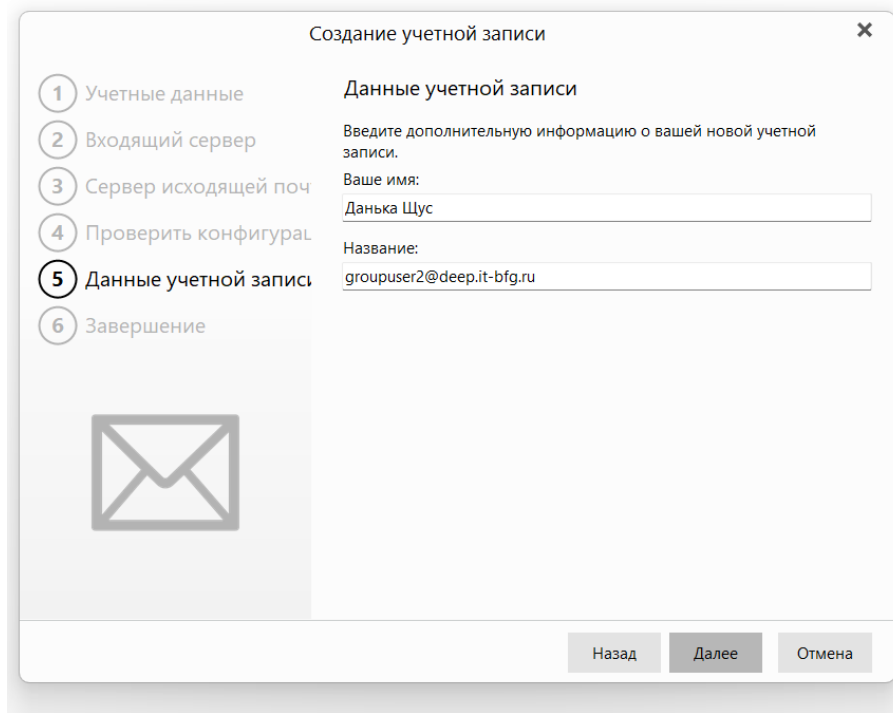 Создание учетной записи
1 Учетные данные
2 Входящий сервер
3 Сервер исходящей поч
4 Проверить конфигурац
5 Данные учетной записи
6 Завершение
Данные учетной записи
Введите дополнительную информацию о вашей новой учетной
записи.
Ваше имя:
Данька Щус
Название:
groupuser2@deep.it-bfg.ru
Назад Далее Отмена